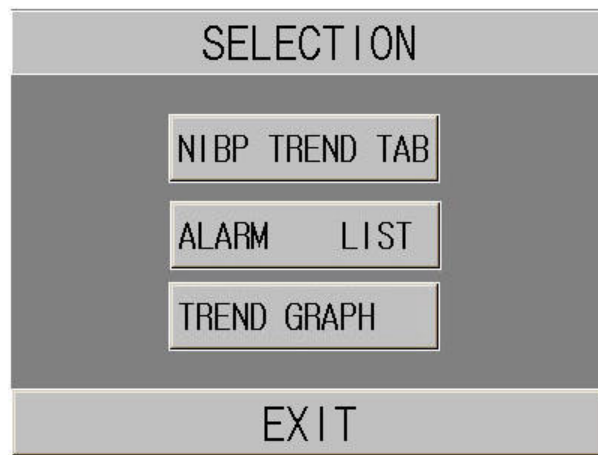 SELECTION
NIBP TREND TAB
ALARM LIST
TREND GRAPH
EXIT